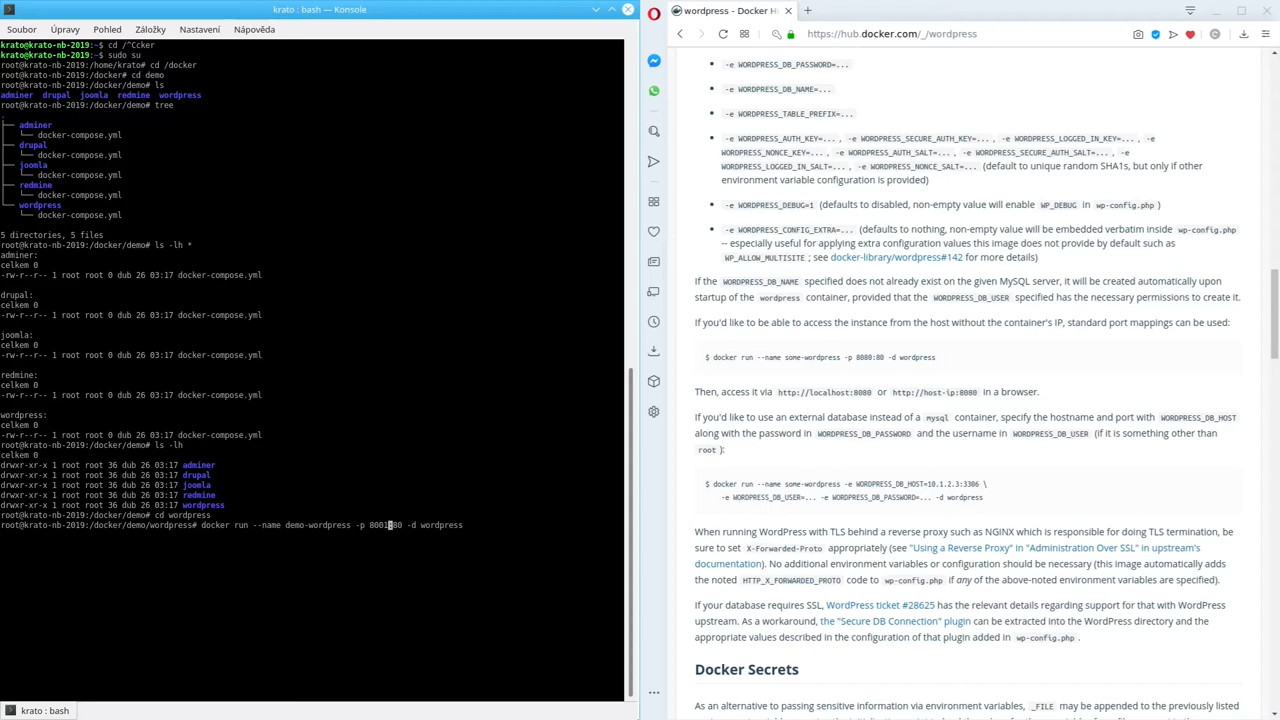 krato : bash — Konsole
Soubor Úpravy Pohled Záložky Nastavení Nápověda
krato@krato-nb-2019:~$ cd /^Ccker
krato@krato-nb-2019:~$ sudo su
root@krato-nb-2019:/home/krato# cd /docker
root@krato-nb-2019:/docker# cd demo
root@krato-nb-2019:/docker/demo# ls
adminer drupal joomla redmine wordpress
root@krato-nb-2019:/docker/demo# tree
.
├── adminer
│   └── docker-compose.yml
├── drupal
│   └── docker-compose.yml
├── joomla
│   └── docker-compose.yml
├── redmine
│   └── docker-compose.yml
└── wordpress
    └── docker-compose.yml
5 directories, 5 files
root@krato-nb-2019:/docker/demo# ls -lh *
adminer:
celkem 0
-rw-r--r-- 1 root root 0 dub 26 03:17 docker-compose.yml
drupal:
celkem 0
-rw-r--r-- 1 root root 0 dub 26 03:17 docker-compose.yml
joomla:
celkem 0
-rw-r--r-- 1 root root 0 dub 26 03:17 docker-compose.yml
redmine:
celkem 0
-rw-r--r-- 1 root root 0 dub 26 03:17 docker-compose.yml
wordpress:
celkem 0
-rw-r--r-- 1 root root 0 dub 26 03:17 docker-compose.yml
root@krato-nb-2019:/docker/demo# ls -lh
celkem 0
drwxr-xr-x 1 root root 36 dub 26 03:17 adminer
drwxr-xr-x 1 root root 36 dub 26 03:17 drupal
drwxr-xr-x 1 root root 36 dub 26 03:17 joomla
drwxr-xr-x 1 root root 36 dub 26 03:17 redmine
drwxr-xr-x 1 root root 36 dub 26 03:17 wordpress
root@krato-nb-2019:/docker/demo# cd wordpress
root@krato-nb-2019:/docker/demo/wordpress# docker run --name demo-wordpress -p 8001:80 -d wordpress
krato : bash
wordpress - Docker H
https://hub.docker.com/_/wordpress
-e WORDPRESS_DB_PASSWORD=...
-e WORDPRESS_DB_NAME=...
-e WORDPRESS_TABLE_PREFIX=...
-e WORDPRESS_AUTH_KEY=... , -e WORDPRESS_SECURE_AUTH_KEY=... , -e WORDPRESS_LOGGED_IN_KEY=... , -e
WORDPRESS_NONCE_KEY=... , -e WORDPRESS_AUTH_SALT=... , -e WORDPRESS_SECURE_AUTH_SALT=... , -e
WORDPRESS_LOGGED_IN_SALT=... , -e WORDPRESS_NONCE_SALT=... (default to unique random SHA1s, but only if other
environment variable configuration is provided)
-e WORDPRESS_DEBUG=1 (defaults to disabled, non-empty value will enable WP_DEBUG in wp-config.php )
-e WORDPRESS_CONFIG_EXTRA=... (defaults to nothing, non-empty value will be embedded verbatim inside wp-config.php
-- especially useful for applying extra configuration values this image does not provide by default such as
WP_ALLOW_MULTISITE ; see docker-library/wordpress#142 for more details)
If the WORDPRESS_DB_NAME specified does not already exist on the given MySQL server, it will be created automatically upon
startup of the wordpress container, provided that the WORDPRESS_DB_USER specified has the necessary permissions to create it.
If you'd like to be able to access the instance from the host without the container's IP, standard port mappings can be used:
$ docker run --name some-wordpress -p 8080:80 -d wordpress
Then, access it via http://localhost:8080 or http://host-ip:8080 in a browser.
If you'd like to use an external database instead of a mysql container, specify the hostname and port with WORDPRESS_DB_HOST
along with the password in WORDPRESS_DB_PASSWORD and the username in WORDPRESS_DB_USER (if it is something other than
root ):
$ docker run --name some-wordpress -e WORDPRESS_DB_HOST=10.1.2.3:3306 \
-e WORDPRESS_DB_USER=... -e WORDPRESS_DB_PASSWORD=... -d wordpress
When running WordPress with TLS behind a reverse proxy such as NGINX which is responsible for doing TLS termination, be
sure to set X-Forwarded-Proto appropriately (see "Using a Reverse Proxy" in "Administration Over SSL" in upstream's
documentation). No additional environment variables or configuration should be necessary (this image automatically adds
the noted HTTP_X_FORWARDED_PROTO code to wp-config.php if any of the above-noted environment variables are specified).
If your database requires SSL, WordPress ticket #28625 has the relevant details regarding support for that with WordPress
upstream. As a workaround, the "Secure DB Connection" plugin can be extracted into the WordPress directory and the
appropriate values described in the configuration of that plugin added in wp-config.php .
Docker Secrets
As an alternative to passing sensitive information via environment variables, _FILE may be appended to the previously listed